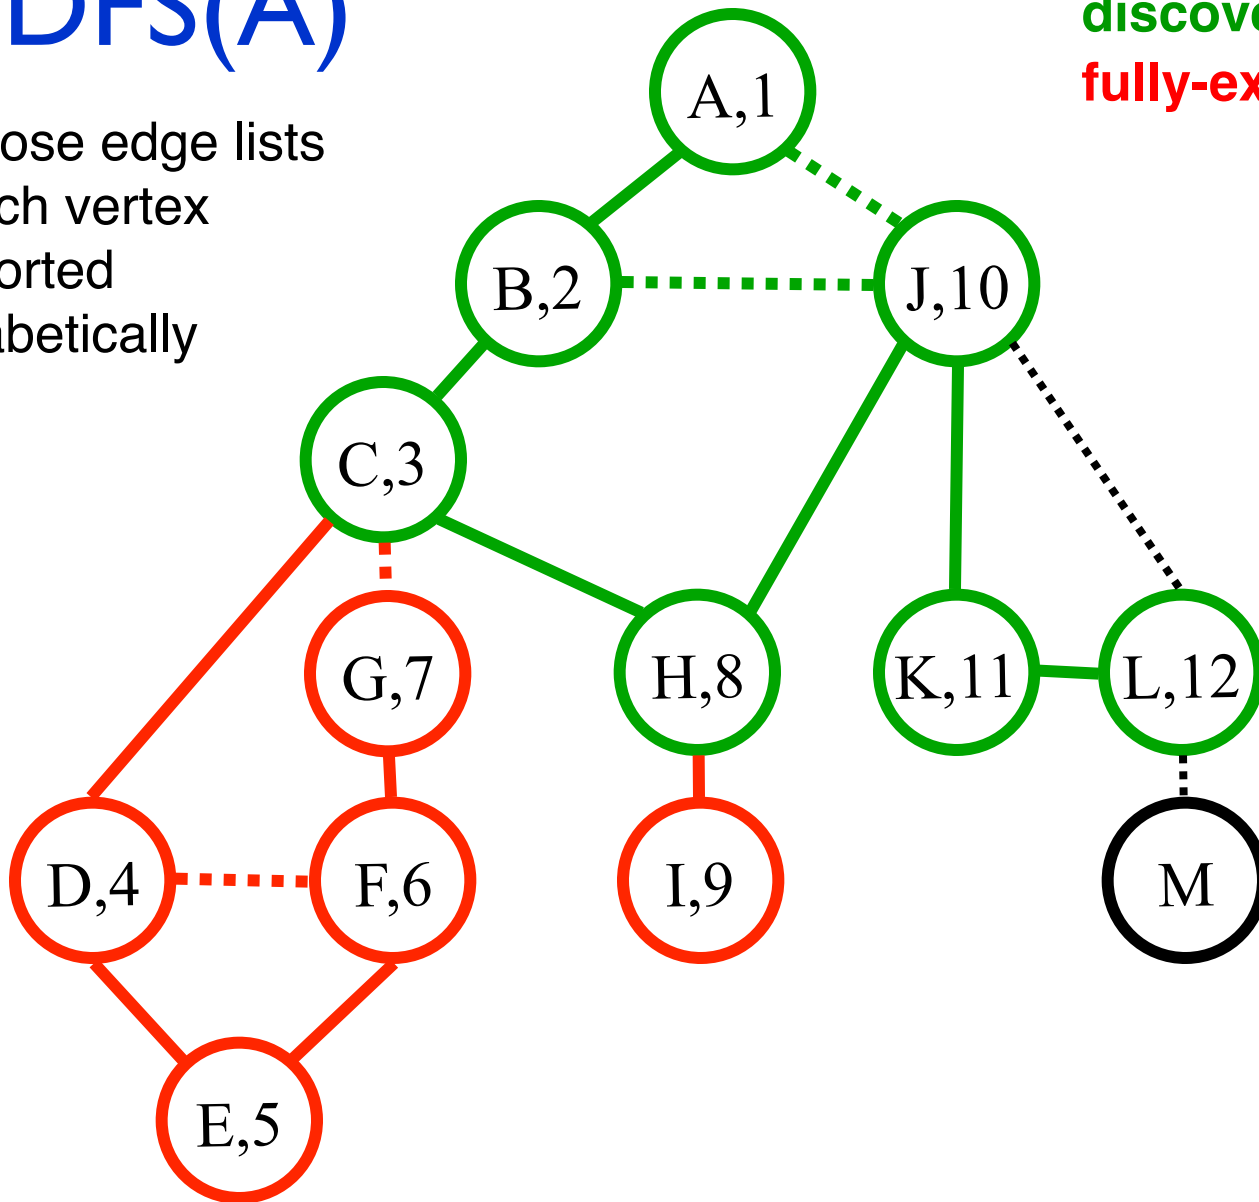 DFS(A)
discove
fully-ex
ose edge lists
ch vertex
orted
abetically
A,1
B,2
J,10
C,3
G,7
H,8
K,11
L,12
D,4
F,6
I,9
M
E,5